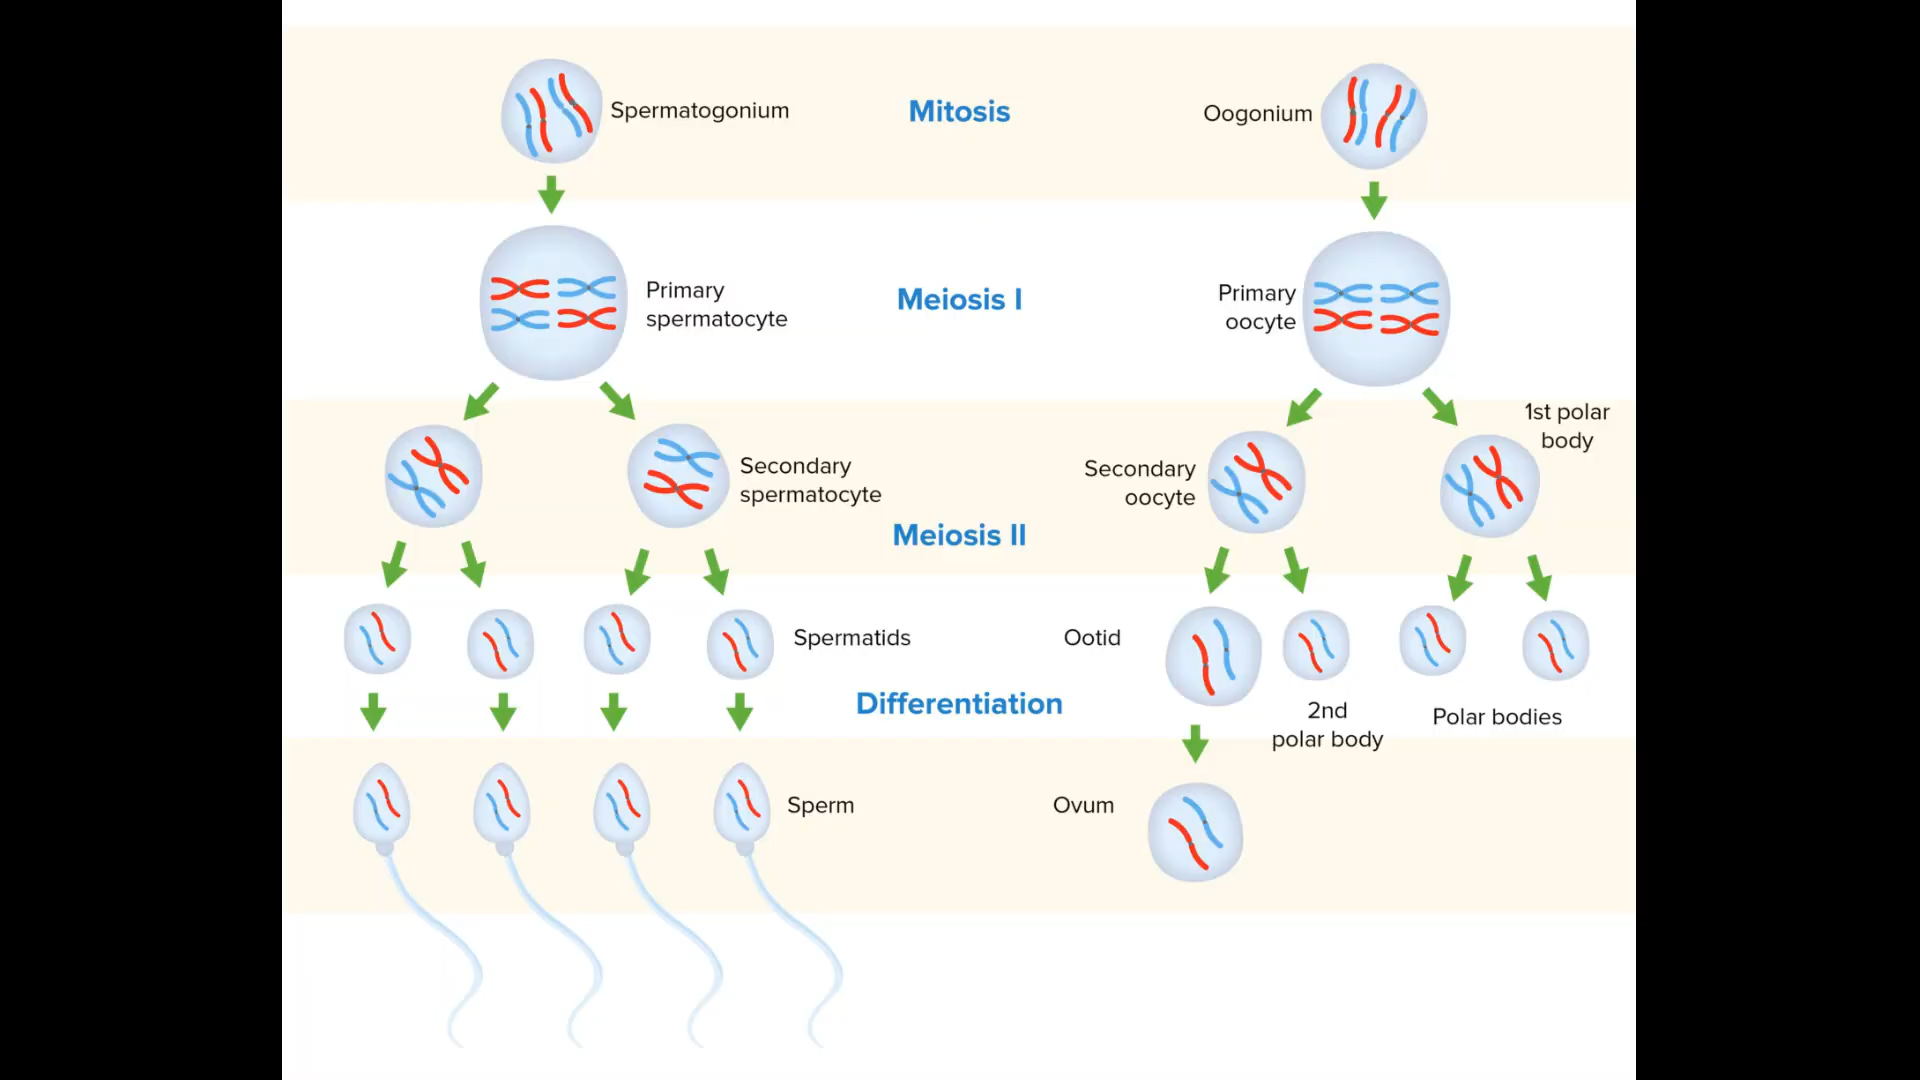 Spermatogonium
Mitosis
Oogonium
Primary
spermatocyte
Meiosis I
Primary
oocyte
1st polar
body
Secondary
spermatocyte
Secondary
oocyte
Meiosis II
Spermatids
Ootid
Differentiation
2nd
polar body
Polar bodies
Sperm
Ovum